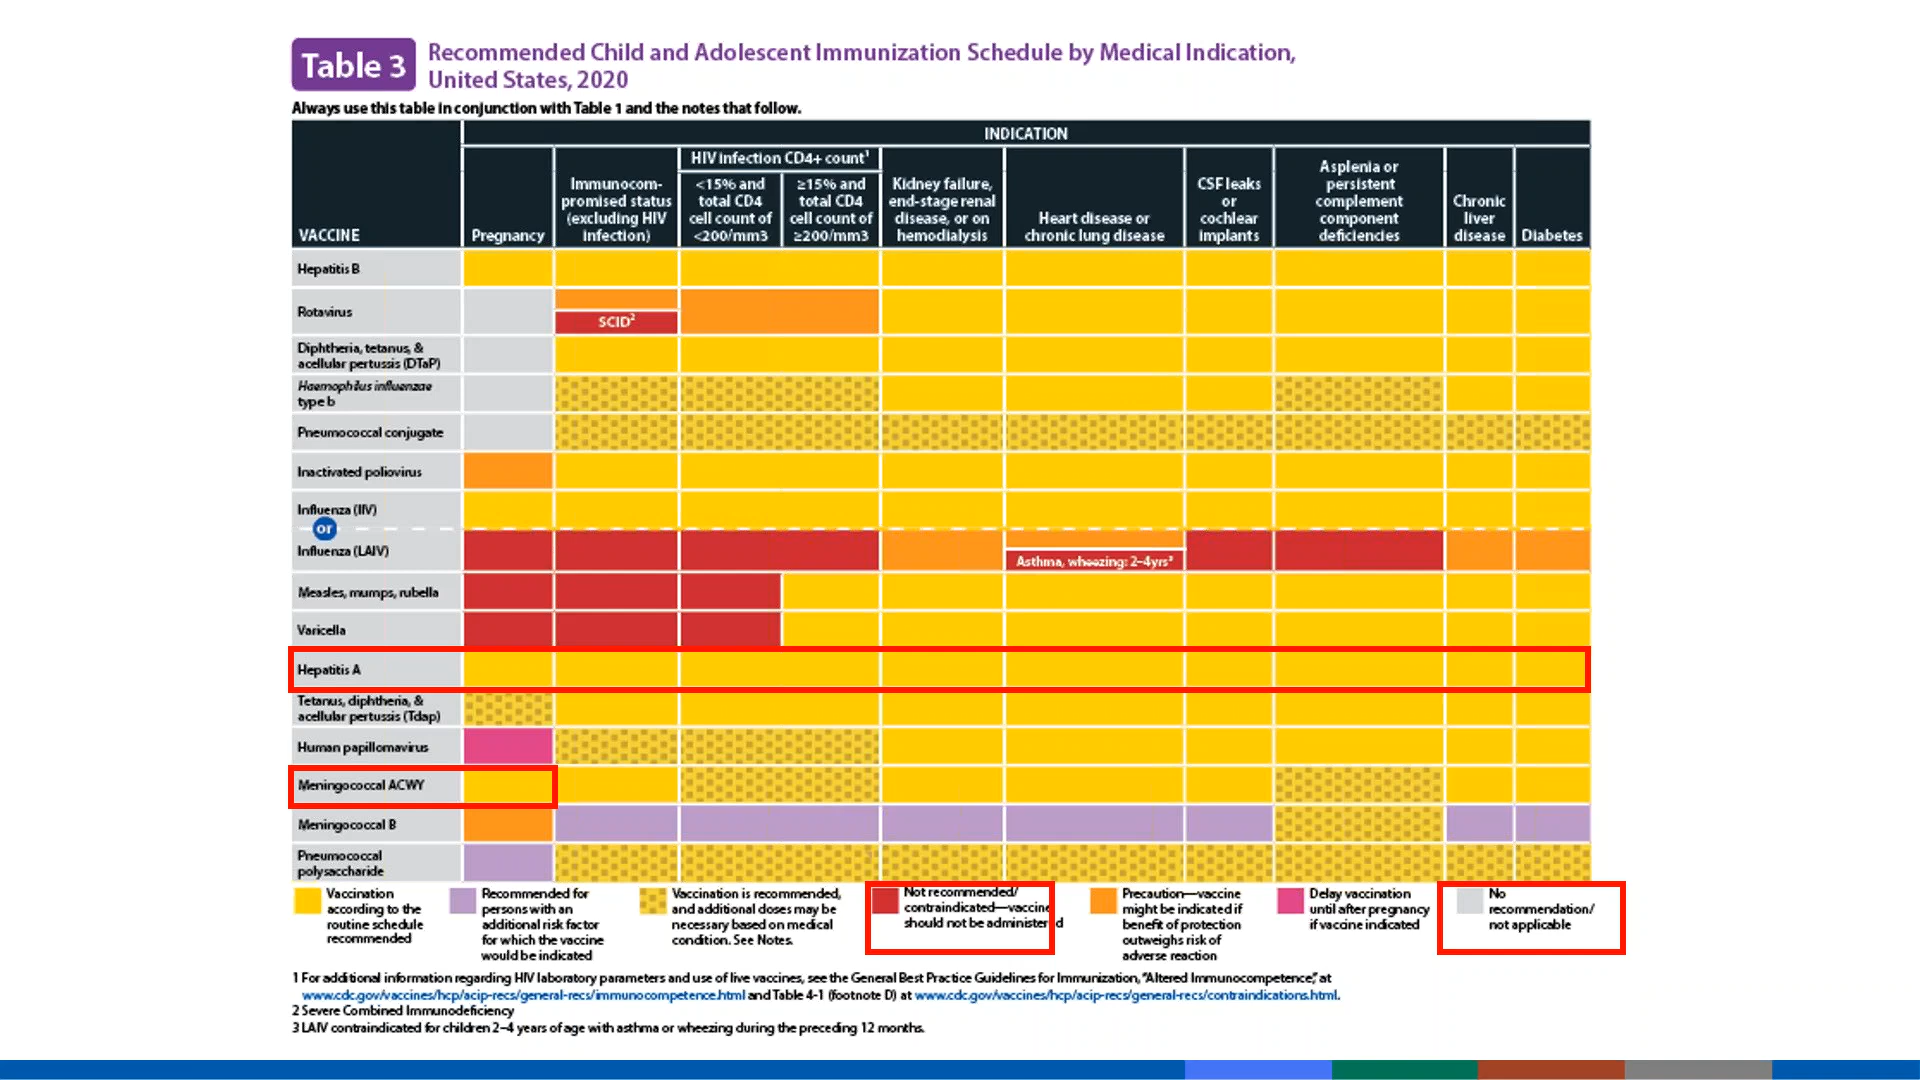 Table 3
Recommended Child and Adolescent Immunization Schedule by Medical Indication,
United States, 2020
Always use this table in conjunction with Table 1 and the notes that follow.
INDICATION
VACCINE
Pregnancy
Immunocom-
promised status
(excluding HIV
infection)
HIV infection CD4+ count¹
<15% and
total CD4
cell count of
<200/mm3
≥15% and
total CD4
cell count of
≥200/mm3
Kidney failure,
end-stage renal
disease, or on
hemodialysis
Heart disease or
chronic lung disease
CSF leaks
or
cochlear
implants
Asplenia or
persistent
complement
component
deficiencies
Chronic
liver
disease
Diabetes
Hepatitis B
Rotavirus
SCID²
Diphtheria, tetanus, &
acellular pertussis (DTaP)
Haemophilus influenzae
type b
Pneumococcal conjugate
Inactivated poliovirus
Influenza (IIV)
or
Influenza (LAIV)
Asthma, wheezing: 2–4yrs³
Measles, mumps, rubella
Varicella
Hepatitis A
Tetanus, diphtheria, &
acellular pertussis (Tdap)
Human papillomavirus
Meningococcal ACWY
Meningococcal B
Pneumococcal
polysaccharide
Vaccination
according to the
routine schedule
recommended
Recommended for
persons with an
additional risk factor
for which the vaccine
would be indicated
Vaccination is recommended,
and additional doses may be
necessary based on medical
condition. See Notes.
Not recommended/
contraindicated—vaccine
should not be administered
Precaution—vaccine
might be indicated if
benefit of protection
outweighs risk of
adverse reaction
Delay vaccination
until after pregnancy
if vaccine indicated
No
recommendation/
not applicable
1 For additional information regarding HIV laboratory parameters and use of live vaccines, see the General Best Practice Guidelines for Immunization, "Altered Immunocompetence," at
www.cdc.gov/vaccines/hcp/acip-recs/general-recs/immunocompetence.html and Table 4-1 (footnote D) at www.cdc.gov/vaccines/hcp/acip-recs/general-recs/contraindications.html.
2 Severe Combined Immunodeficiency
3 LAIV contraindicated for children 2–4 years of age with asthma or wheezing during the preceding 12 months.